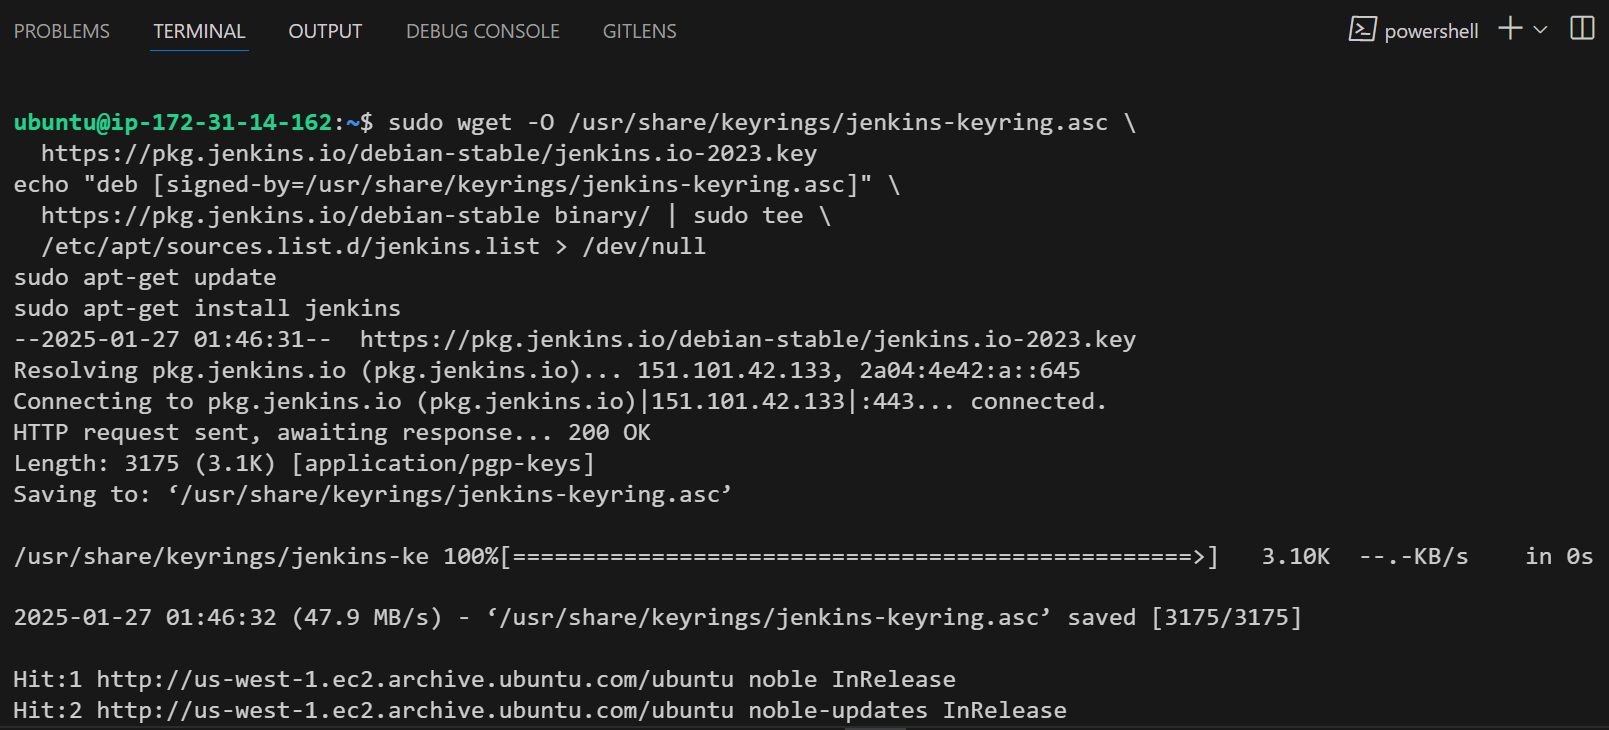 PROBLEMS TERMINAL OUTPUT DEBUG CONSOLE GITLENS powershell
ubuntu@ip-172-31-14-162:~$ sudo wget -O /usr/share/keyrings/jenkins-keyring.asc \
  https://pkg.jenkins.io/debian-stable/jenkins.io-2023.key
echo "deb [signed-by=/usr/share/keyrings/jenkins-keyring.asc]" \
  https://pkg.jenkins.io/debian-stable binary/ | sudo tee \
  /etc/apt/sources.list.d/jenkins.list > /dev/null
sudo apt-get update
sudo apt-get install jenkins
--2025-01-27 01:46:31--  https://pkg.jenkins.io/debian-stable/jenkins.io-2023.key
Resolving pkg.jenkins.io (pkg.jenkins.io)... 151.101.42.133, 2a04:4e42:a::645
Connecting to pkg.jenkins.io (pkg.jenkins.io)|151.101.42.133|:443... connected.
HTTP request sent, awaiting response... 200 OK
Length: 3175 (3.1K) [application/pgp-keys]
Saving to: ‘/usr/share/keyrings/jenkins-keyring.asc’
/usr/share/keyrings/jenkins-ke 100%[=================================================>]   3.10K  --.-KB/s    in 0s
2025-01-27 01:46:32 (47.9 MB/s) - ‘/usr/share/keyrings/jenkins-keyring.asc’ saved [3175/3175]
Hit:1 http://us-west-1.ec2.archive.ubuntu.com/ubuntu noble InRelease
Hit:2 http://us-west-1.ec2.archive.ubuntu.com/ubuntu noble-updates InRelease